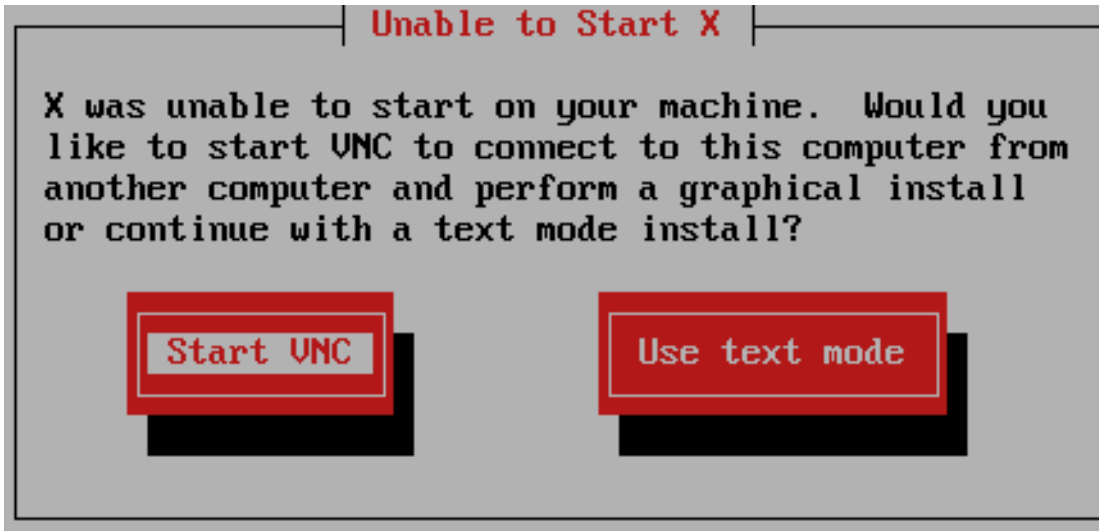 Unable to Start X
X was unable to start on your machine.  Would you
like to start VNC to connect to this computer from
another computer and perform a graphical install
or continue with a text mode install?
Start VNC
Use text mode